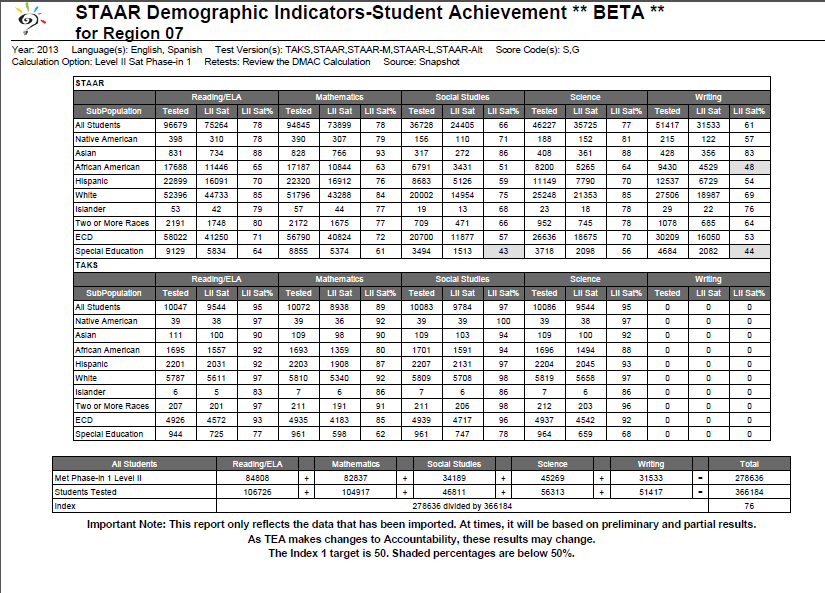 STAAR Demographic Indicators-Student Achievement ** BETA **
for Region 07
Year: 2013 Language(s): English, Spanish Test Version(s): TAKS,STAAR,STAAR-M,STAAR-L,STAAR-Alt Score Code(s): S,G
Calculation Option: Level II Sat Phase-in 1 Retests: Review the DMAC Calculation Source: Snapshot
STAAR
Reading/ELA Mathematics Social Studies Science Writing
SubPopulation Tested LII Sat LII Sat% Tested LII Sat LII Sat% Tested LII Sat LII Sat% Tested LII Sat LII Sat% Tested LII Sat LII Sat%
All Students 96679 75264 78 94845 73899 78 36728 24405 66 46227 35725 77 51417 31533 61
Native American 398 310 78 390 307 79 156 110 71 188 152 81 215 122 57
Asian 831 734 88 828 766 93 317 272 86 408 361 88 428 356 83
African American 17688 11446 65 17187 10844 63 6791 3431 51 8200 5265 64 9430 4529 48
Hispanic 22899 16091 70 22320 16912 76 8683 5126 59 11149 7790 70 12537 6729 54
White 52396 44733 85 51796 43288 84 20002 14954 75 25248 21353 85 27506 18987 69
Islander 53 42 79 57 44 77 19 13 68 23 18 78 29 22 76
Two or More Races 2191 1748 80 2172 1675 77 709 471 66 952 745 78 1078 685 64
ECD 58022 41250 71 56790 40824 72 20700 11877 57 26636 18675 70 30209 16050 53
Special Education 9129 5834 64 8855 5374 61 3494 1513 43 3718 2098 56 4684 2082 44
TAKS
Reading/ELA Mathematics Social Studies Science Writing
SubPopulation Tested LII Sat LII Sat% Tested LII Sat LII Sat% Tested LII Sat LII Sat% Tested LII Sat LII Sat% Tested LII Sat LII Sat%
All Students 10047 9544 95 10072 8938 89 10083 9784 97 10086 9544 95 0 0 0
Native American 39 38 97 39 36 92 39 39 100 39 38 97 0 0 0
Asian 111 100 90 109 98 90 109 103 94 109 100 92 0 0 0
African American 1695 1557 92 1693 1359 80 1701 1591 94 1696 1494 88 0 0 0
Hispanic 2201 2031 92 2203 1908 87 2207 2131 97 2204 2045 93 0 0 0
White 5787 5611 97 5810 5340 92 5809 5708 98 5819 5658 97 0 0 0
Islander 6 5 83 7 6 86 7 6 86 7 6 86 0 0 0
Two or More Races 207 201 97 211 191 91 211 206 98 212 203 96 0 0 0
ECD 4926 4572 93 4935 4183 85 4939 4717 96 4937 4542 92 0 0 0
Special Education 944 725 77 961 598 62 961 747 78 964 659 68 0 0 0
All Students Reading/ELA Mathematics Social Studies Science Writing Total
Met Phase-in 1 Level II 84808 + 82837 + 34189 + 45269 + 31533 = 278636
Students Tested 106726 + 104917 + 46811 + 56313 + 51417 = 366184
Index 278636 divided by 366184 76
Important Note: This report only reflects the data that has been imported. At times, it will be based on preliminary and partial results.
As TEA makes changes to Accountability, these results may change.
The Index 1 target is 50. Shaded percentages are below 50%.